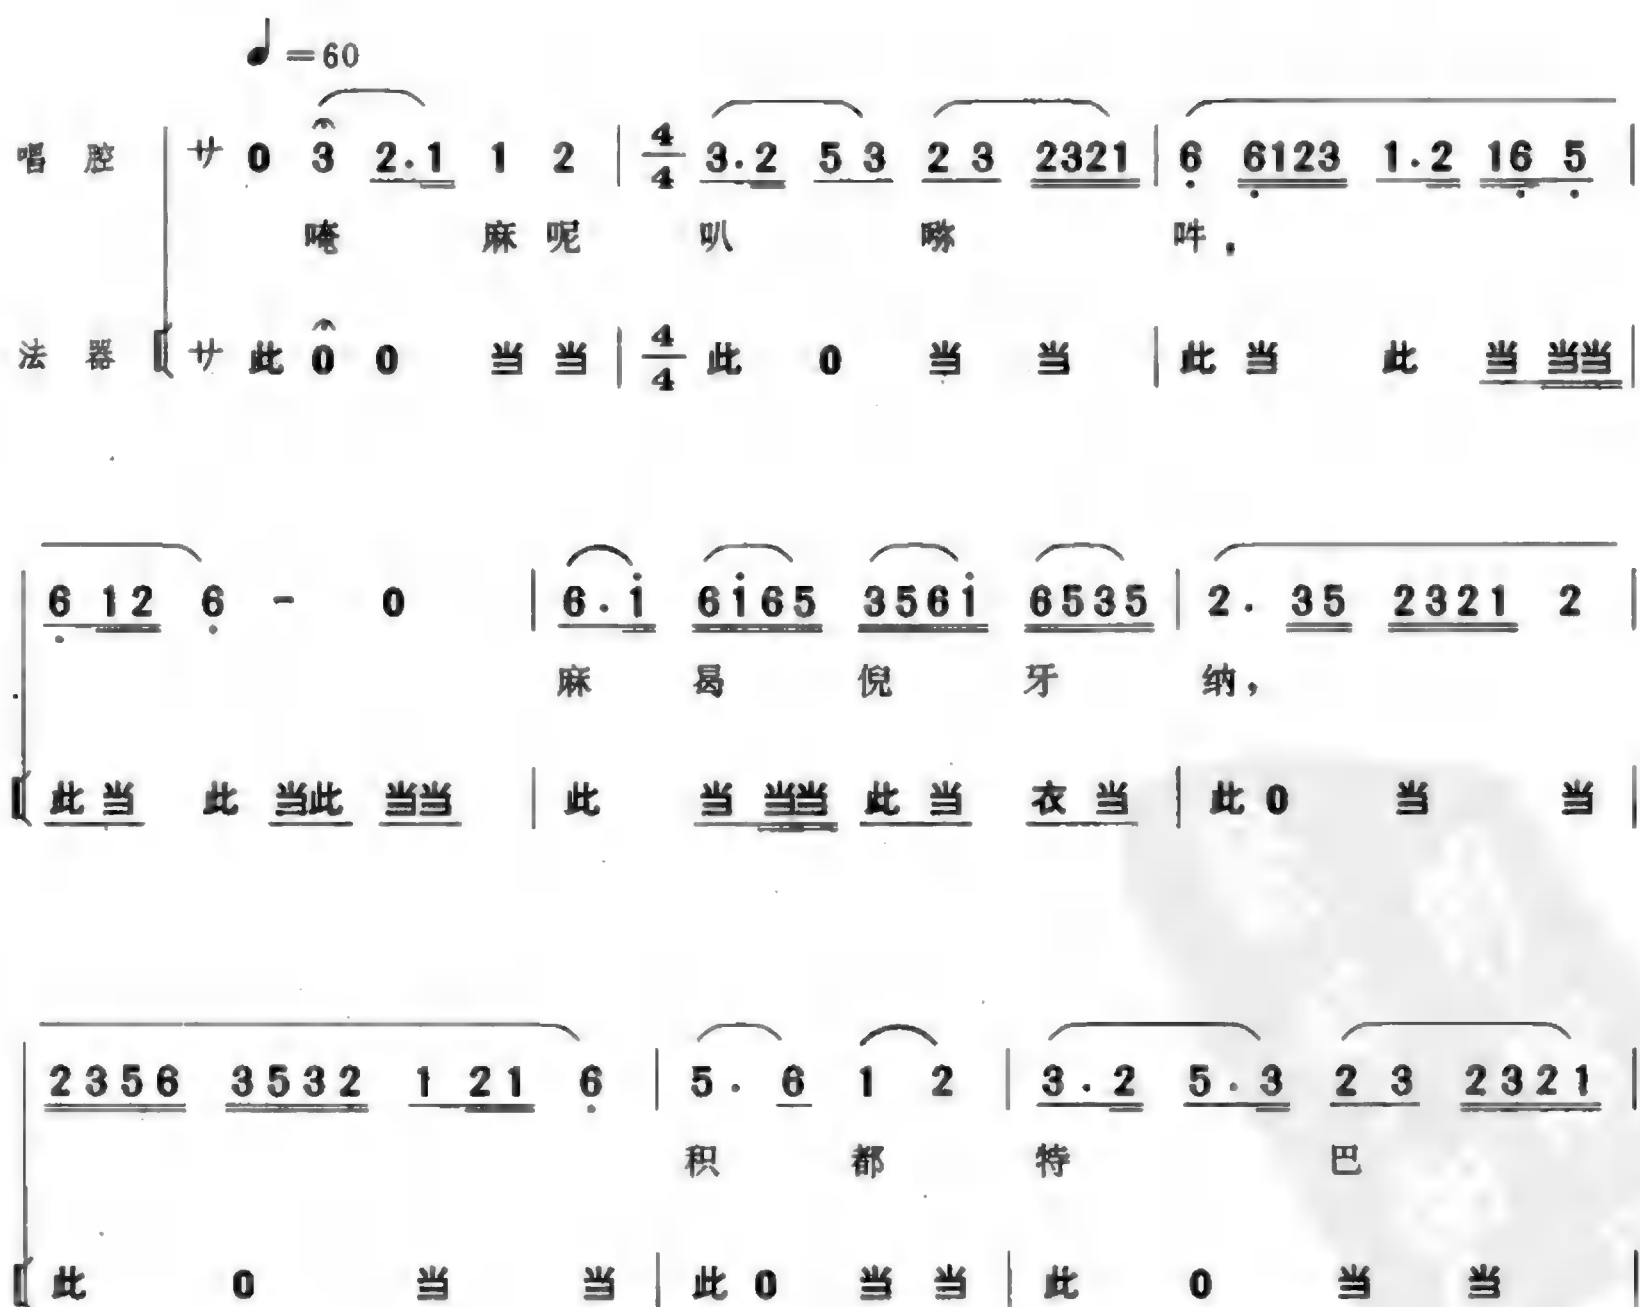 ♩=60
唱 腔 サ 0 3 2.1 1 2 | 4/4 3.2 5 3 2 3 2321 | 6 6123 1.2 16 5 |
唵 麻 呢 叭 𠺗 吽,
法 器 サ 此 0 0 当 当 | 4/4 此 0 当 当 | 此 当 此 当 当当 |
6 12 6 - 0 | 6.i 6i65 356i 6535 | 2. 35 2321 2 |
麻 曷 倪 牙 纳,
此 当 此 当此 当当 | 此 当 当当 此 当 衣 当 | 此 0 当 当 |
2356 3532 1 21 6 | 5. 6 1 2 | 3.2 5.3 2 3 2321 |
积 都 特 巴
此 0 当 当 | 此 0 当 当 | 此 0 当 当 |